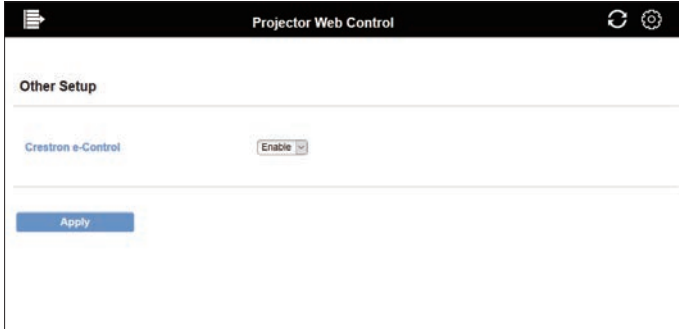 Projector Web Control
Other Setup
Crestron e-Control Enable
Apply